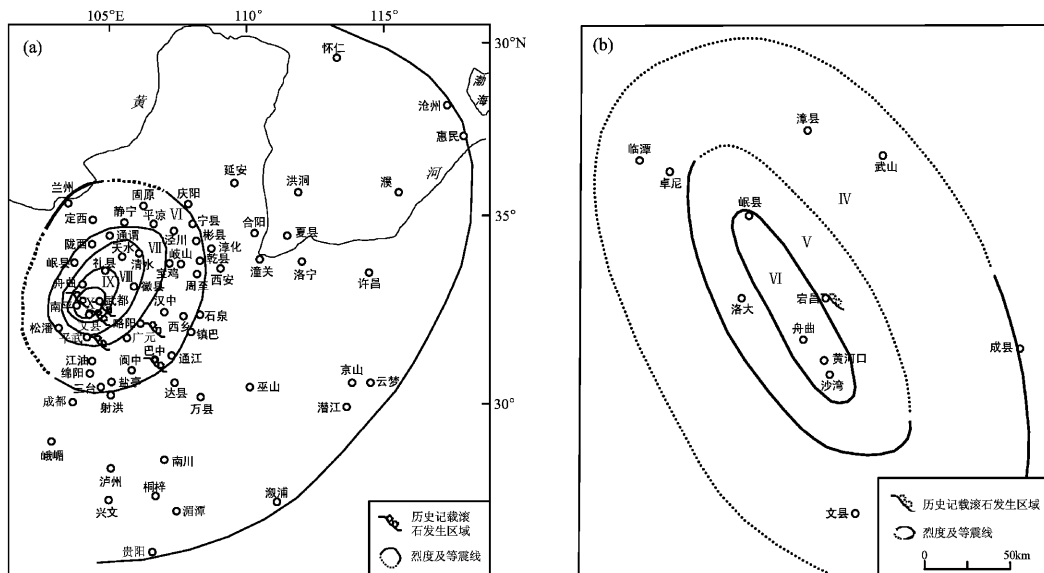 105°E
110°
115°
(a)
怀仁
30°N
渤
海
黄
沧州
惠民
延安
洪洞
河
濮
兰州
固原
庆阳
定西
静宁
平凉
VI
宁县
合阳
夏县
陇西
通渭
泾川
彬县
淳化
天水
VII
岐山
乾县
岷县
礼县
清水
宝鸡
西安
潼关
洛宁
许昌
舟曲
IX
VIII
徽县
周至
南平
X
武都
汉中
文县
略阳
西乡
石泉
松潘
平武
广元
镇巴
巴中
通江
江油
阆中
绵阳
盐亭
三台
达县
巫山
京山
云梦
成都
射洪
万县
潜江
30°
35°
峨嵋
南川
泸州
桐梓
溆浦
兴文
湄潭
贵阳
历史记载滚
石发生区域
烈度及等震线
(b)
漳县
临潭
武山
卓尼
IV
岷县
V
VI
宕昌
洛大
舟曲
成县
黄河口
沙湾
文县
历史记载滚
石发生区域
烈度及等震线
0
50km